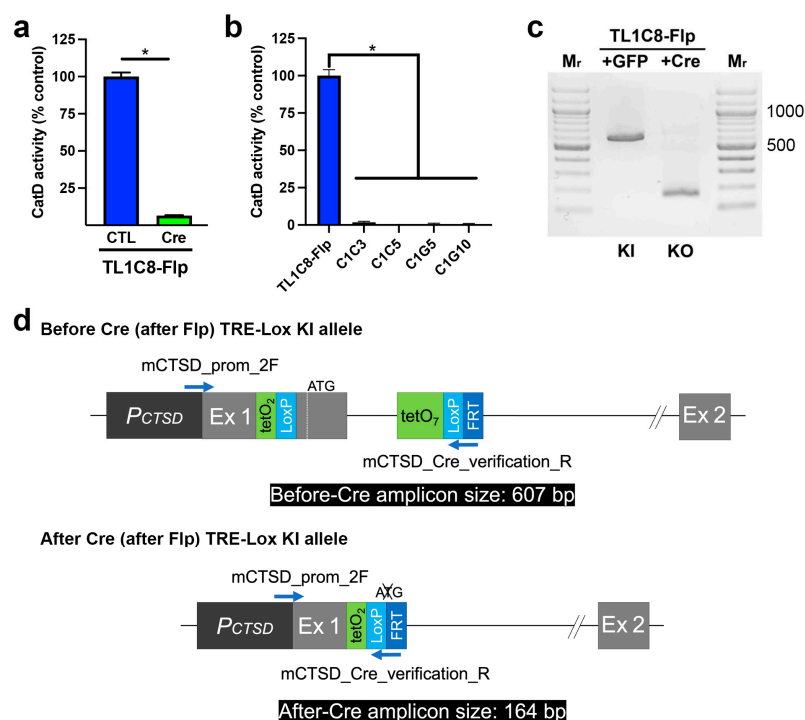 a
CatD activity (% control)
125
100
75
50
25
*
CTL
Cre
TL1C8-Flp
b
CatD activity (% control)
125
100
75
50
25
0
*
TL1C8-Flp
C1C3
C1C5
C1G5
C1G10
c
TL1C8-Flp
Mr +GFP +Cre Mr
1000
500
KI KO
d
Before Cre (after Flp) TRE-Lox KI allele
mCTSD_prom_2F
ATG
PCTSD Ex 1 tetO2 LoxP tetO7 LoxP FRT Ex 2
mCTSD_Cre_verification_R
Before-Cre amplicon size: 607 bp
After Cre (after Flp) TRE-Lox KI allele
mCTSD_prom_2F
ATG
PCTSD Ex 1 tetO2 LoxP FRT Ex 2
mCTSD_Cre_verification_R
After-Cre amplicon size: 164 bp